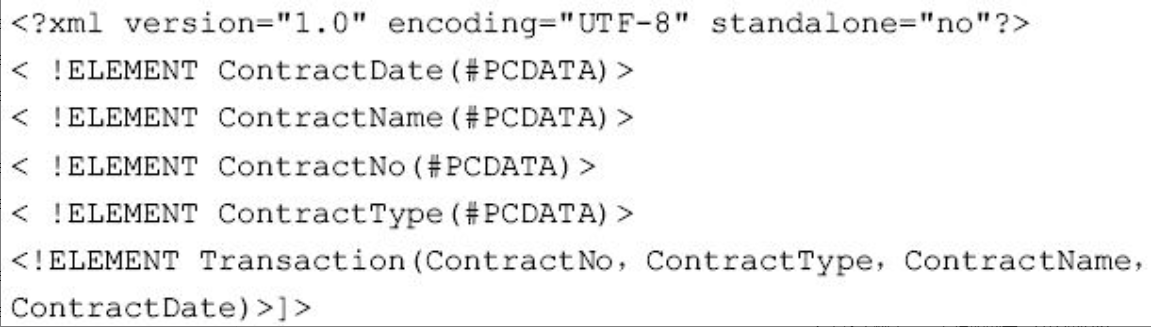 <?xml version="1.0" encoding="UTF-8" standalone="no"?>
< !ELEMENT ContractDate(#PCDATA)>
< !ELEMENT ContractName(#PCDATA)>
< !ELEMENT ContractNo(#PCDATA)>
< !ELEMENT ContractType(#PCDATA)>
<!ELEMENT Transaction(ContractNo，ContractType，ContractName，
ContractDate)>]>